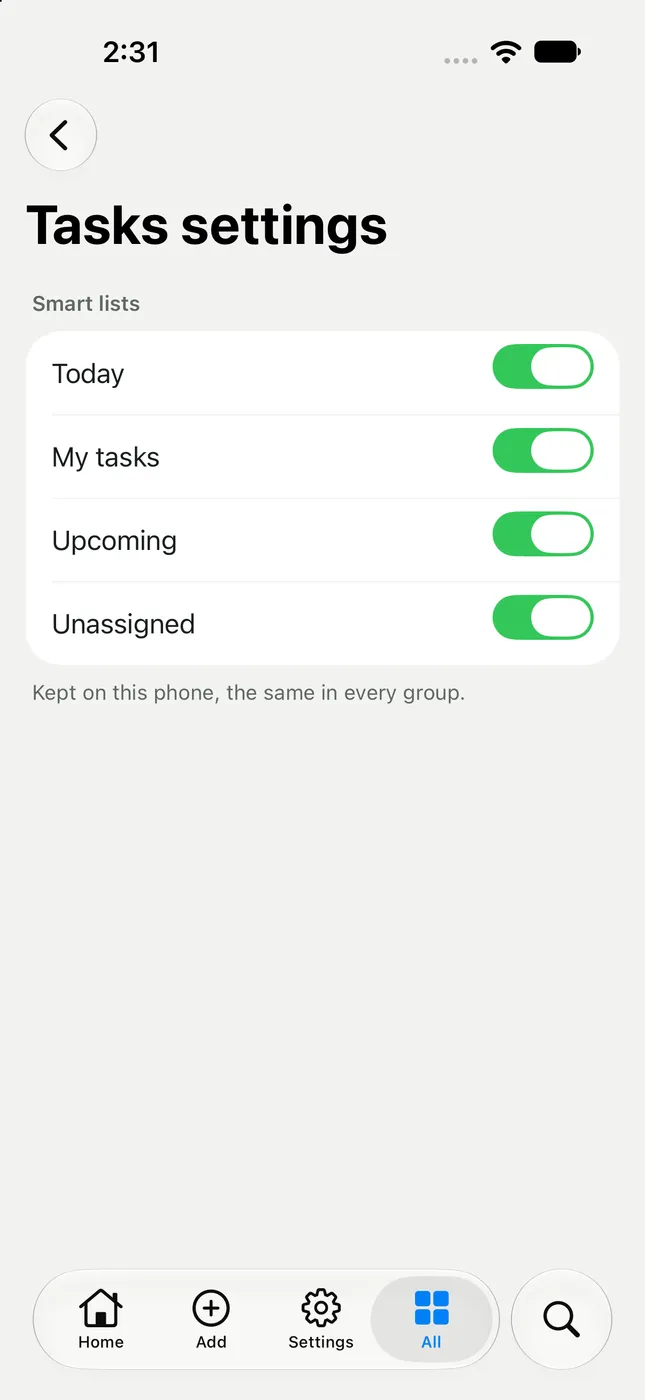 2:31
Tasks settings
Smart lists
Today
My tasks
Upcoming
Unassigned
Kept on this phone, the same in every group.
Home
Add
Settings
All